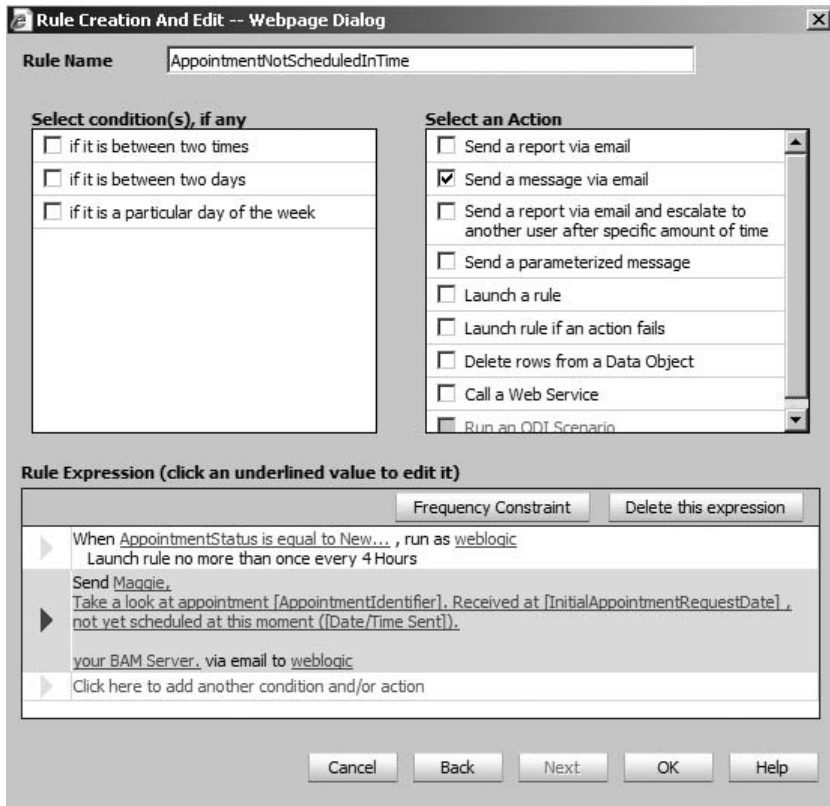 Rule Creation And Edit -- Webpage Dialog
Rule Name AppointmentNotScheduledInTime
Select condition(s), if any
if it is between two times
if it is between two days
if it is a particular day of the week
Select an Action
Send a report via email
Send a message via email
Send a report via email and escalate to
another user after specific amount of time
Send a parameterized message
Launch a rule
Launch rule if an action fails
Delete rows from a Data Object
Call a Web Service
Run an ODI Scenario
Rule Expression (click an underlined value to edit it)
Frequency Constraint Delete this expression
When AppointmentStatus is equal to New... , run as weblogic
Launch rule no more than once every 4 Hours
Send Maggie,
Take a look at appointment [AppointmentIdentifier]. Received at [InitialAppointmentRequestDate] ,
not yet scheduled at this moment ([Date/Time Sent]).
your BAM Server. via email to weblogic
Click here to add another condition and/or action
Cancel Back Next OK Help